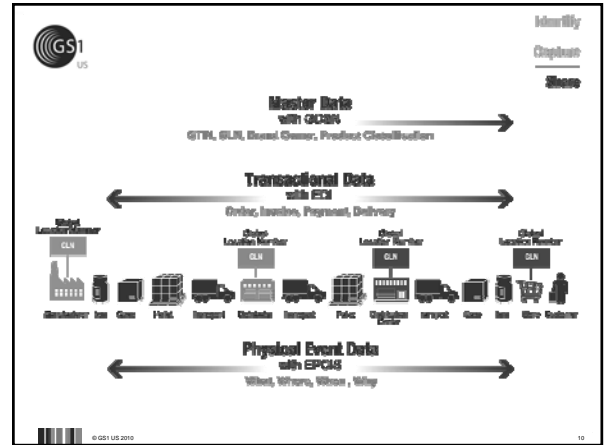 GS1
US
Identify
Capture
Share
Master Data
with GDSN
GTIN, GLN, Brand Owner, Product Classification
Transactional Data
with EDI
Order, Invoice, Payment, Delivery
Global
Location Number
GLN
Global
Location Number
GLN
Global
Location Number
GLN
Global
Location Number
GLN
Manufacturer Item Case Pallet Transport Distributor Transport Pallet Distribution Center Transport Case Item Store Customer
Physical Event Data
with EPCIS
What, Where, When, Why
© GS1 US 2010
10